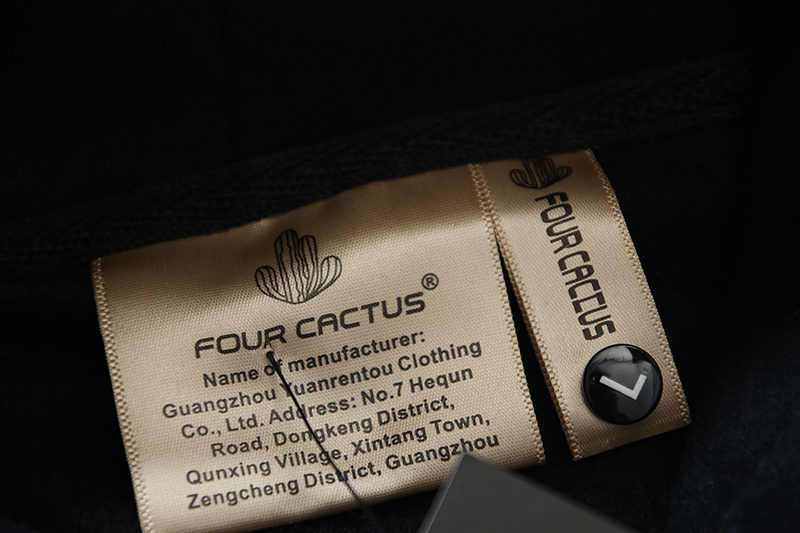 FOUR CACTUS®
Name of manufacturer:
Guangzhou Yuanrentou Clothing
Co., Ltd. Address: No.7 Hequn
Road, Dongkeng District,
Qunxing Village, Xintang Town,
Zengcheng District, Guangzhou
FOUR CACCUS
L